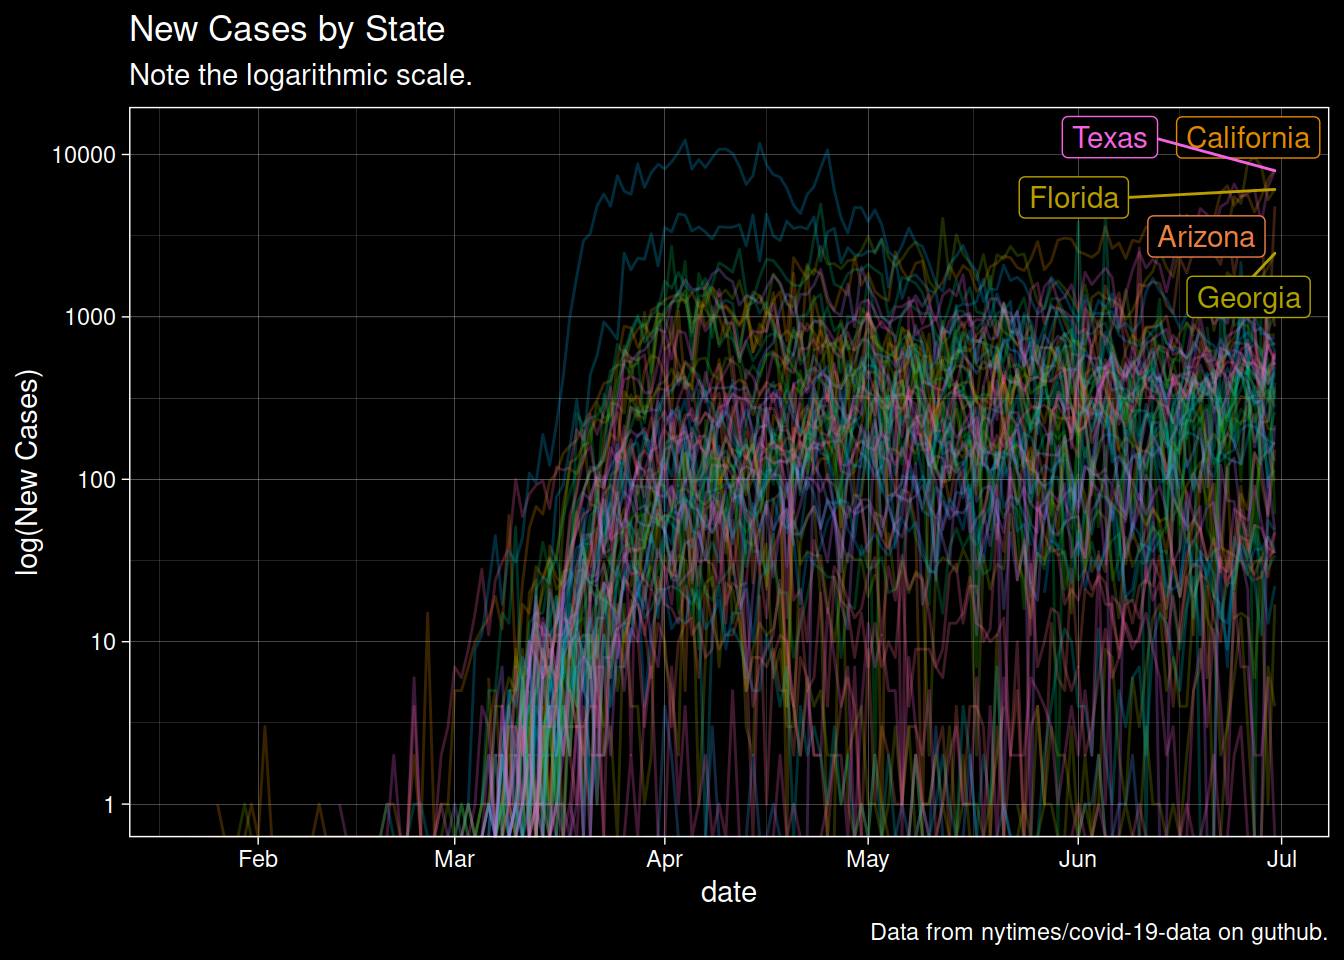 New Cases by State
Note the logarithmic scale.
Texas
California
Florida
Arizona
Georgia
10000
1000
100
10
1
log(New Cases)
Feb
Mar
Apr
May
Jun
Jul
date
Data from nytimes/covid-19-data on guthub.